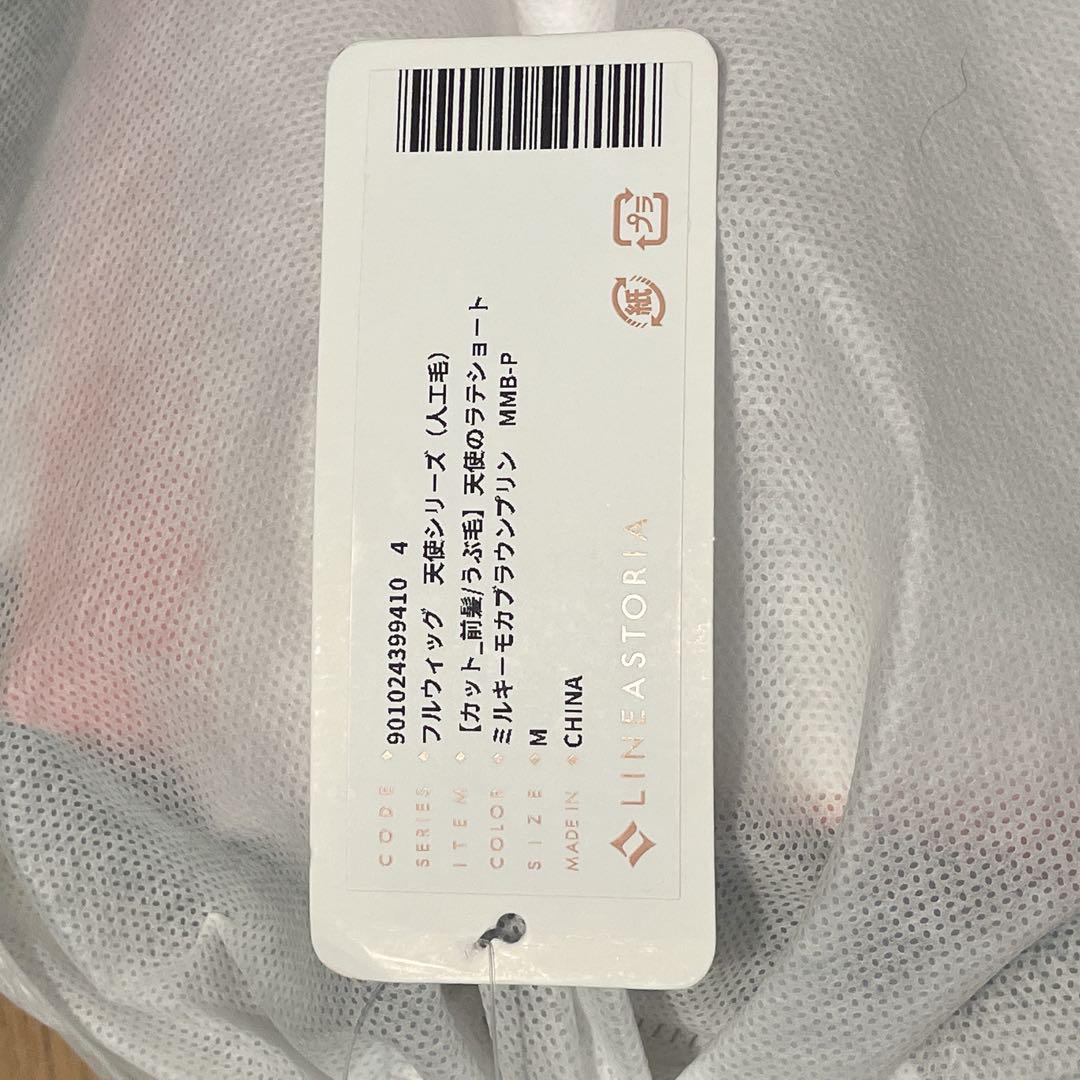 CODE 901024399410 4
SERIES フルウィッグ 天使シリーズ（人工毛）
ITEM 【カット_前髪/うぶ毛】天使のラテショート
COLOR ミルキーモカブラウンプリン MMB-P
SIZE M
MADE IN CHINA
LINEASTORIA
紙
プラ